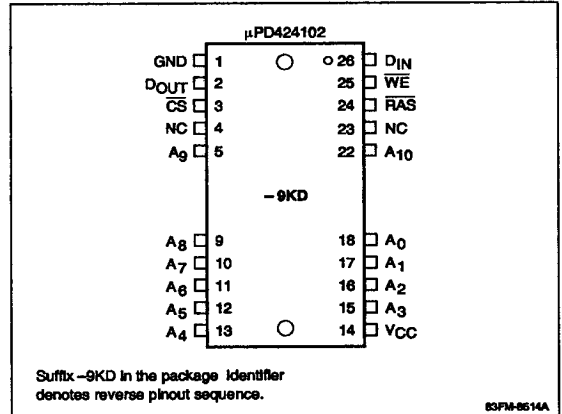 µPD424102
GND 1 26 DIN
DOUT 2 25 WE
CS 3 24 RAS
NC 4 23 NC
A9 5 22 A10
–9KD
A8 9 18 A0
A7 10 17 A1
A6 11 16 A2
A5 12 15 A3
A4 13 14 VCC
Suffix –9KD in the package identifier
denotes reverse pinout sequence.
83FM-8614A